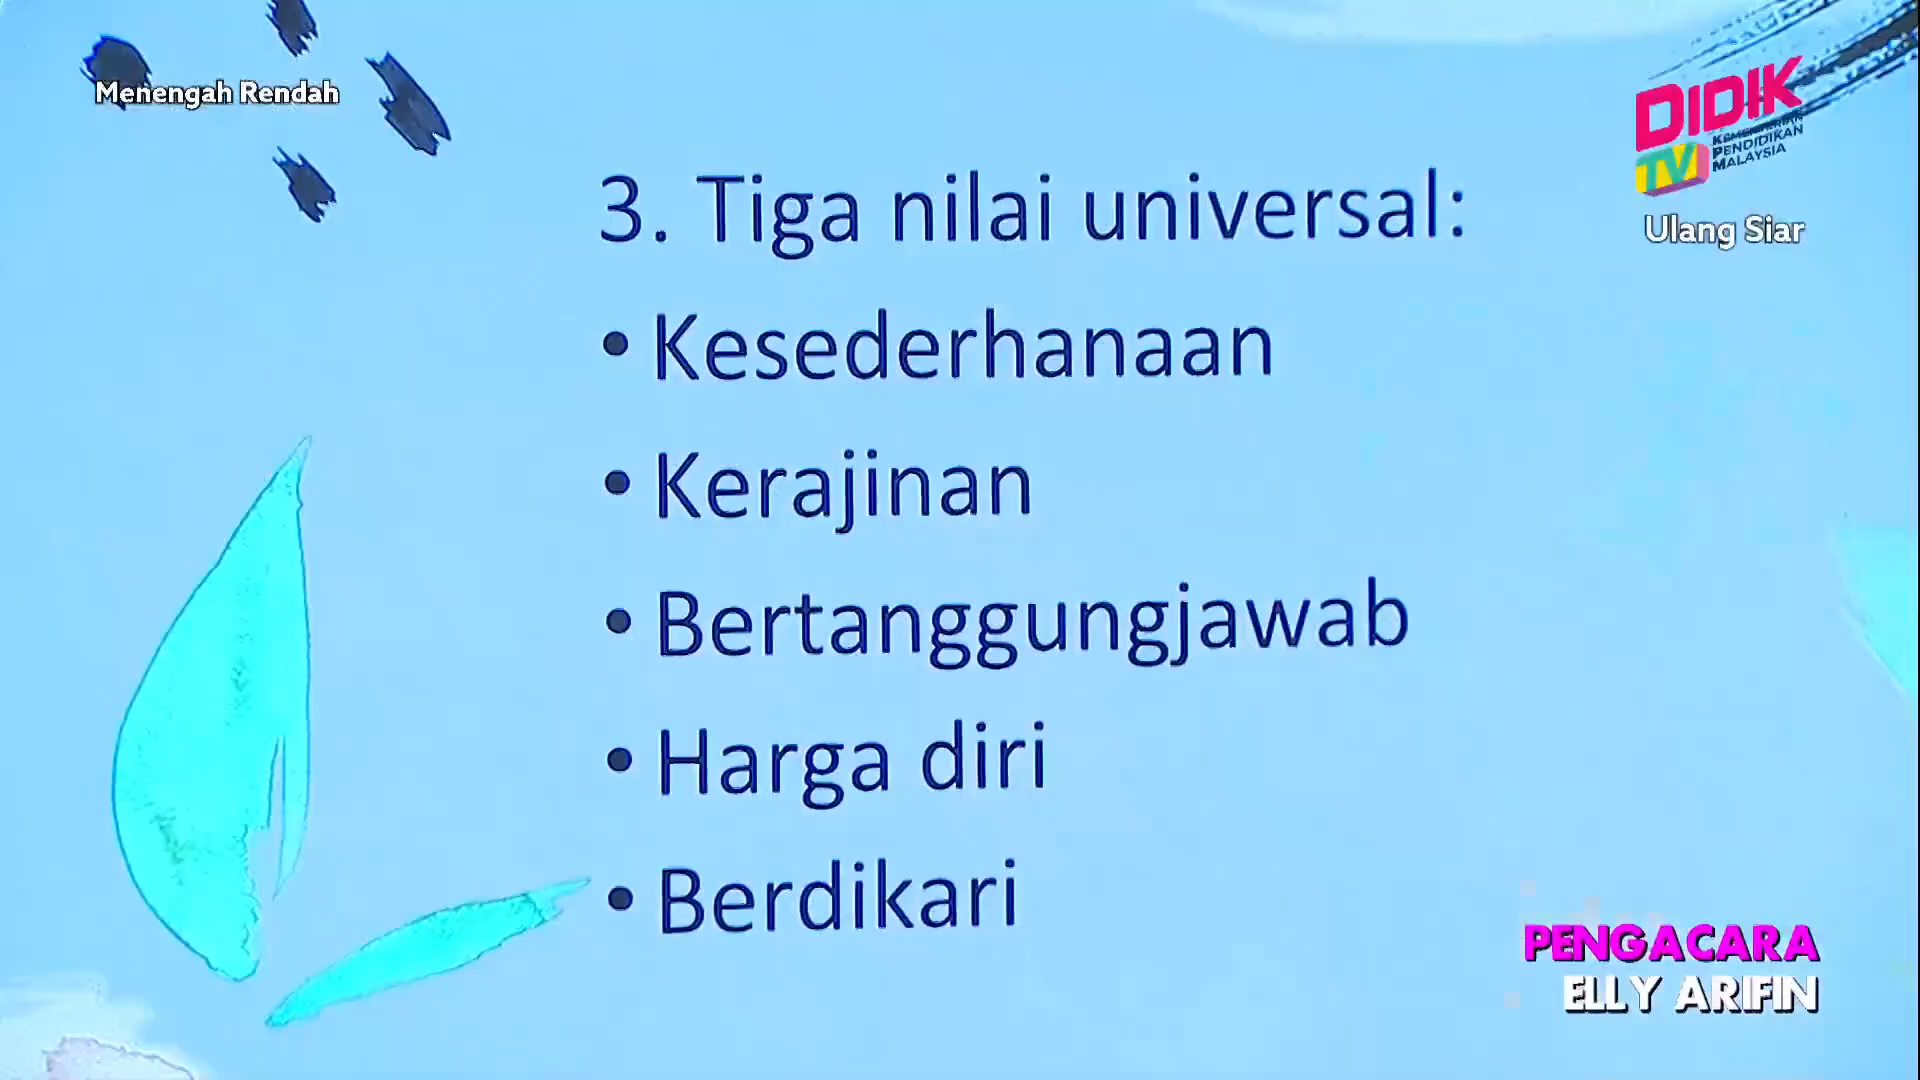 Menengah Rendah
DIDIK
TV
KEMENTERIAN
PENDIDIKAN
MALAYSIA
Ulang Siar
3. Tiga nilai universal:
• Kesederhanaan
• Kerajinan
• Bertanggungjawab
• Harga diri
• Berdikari
PENGACARA
ELLY ARIFIN